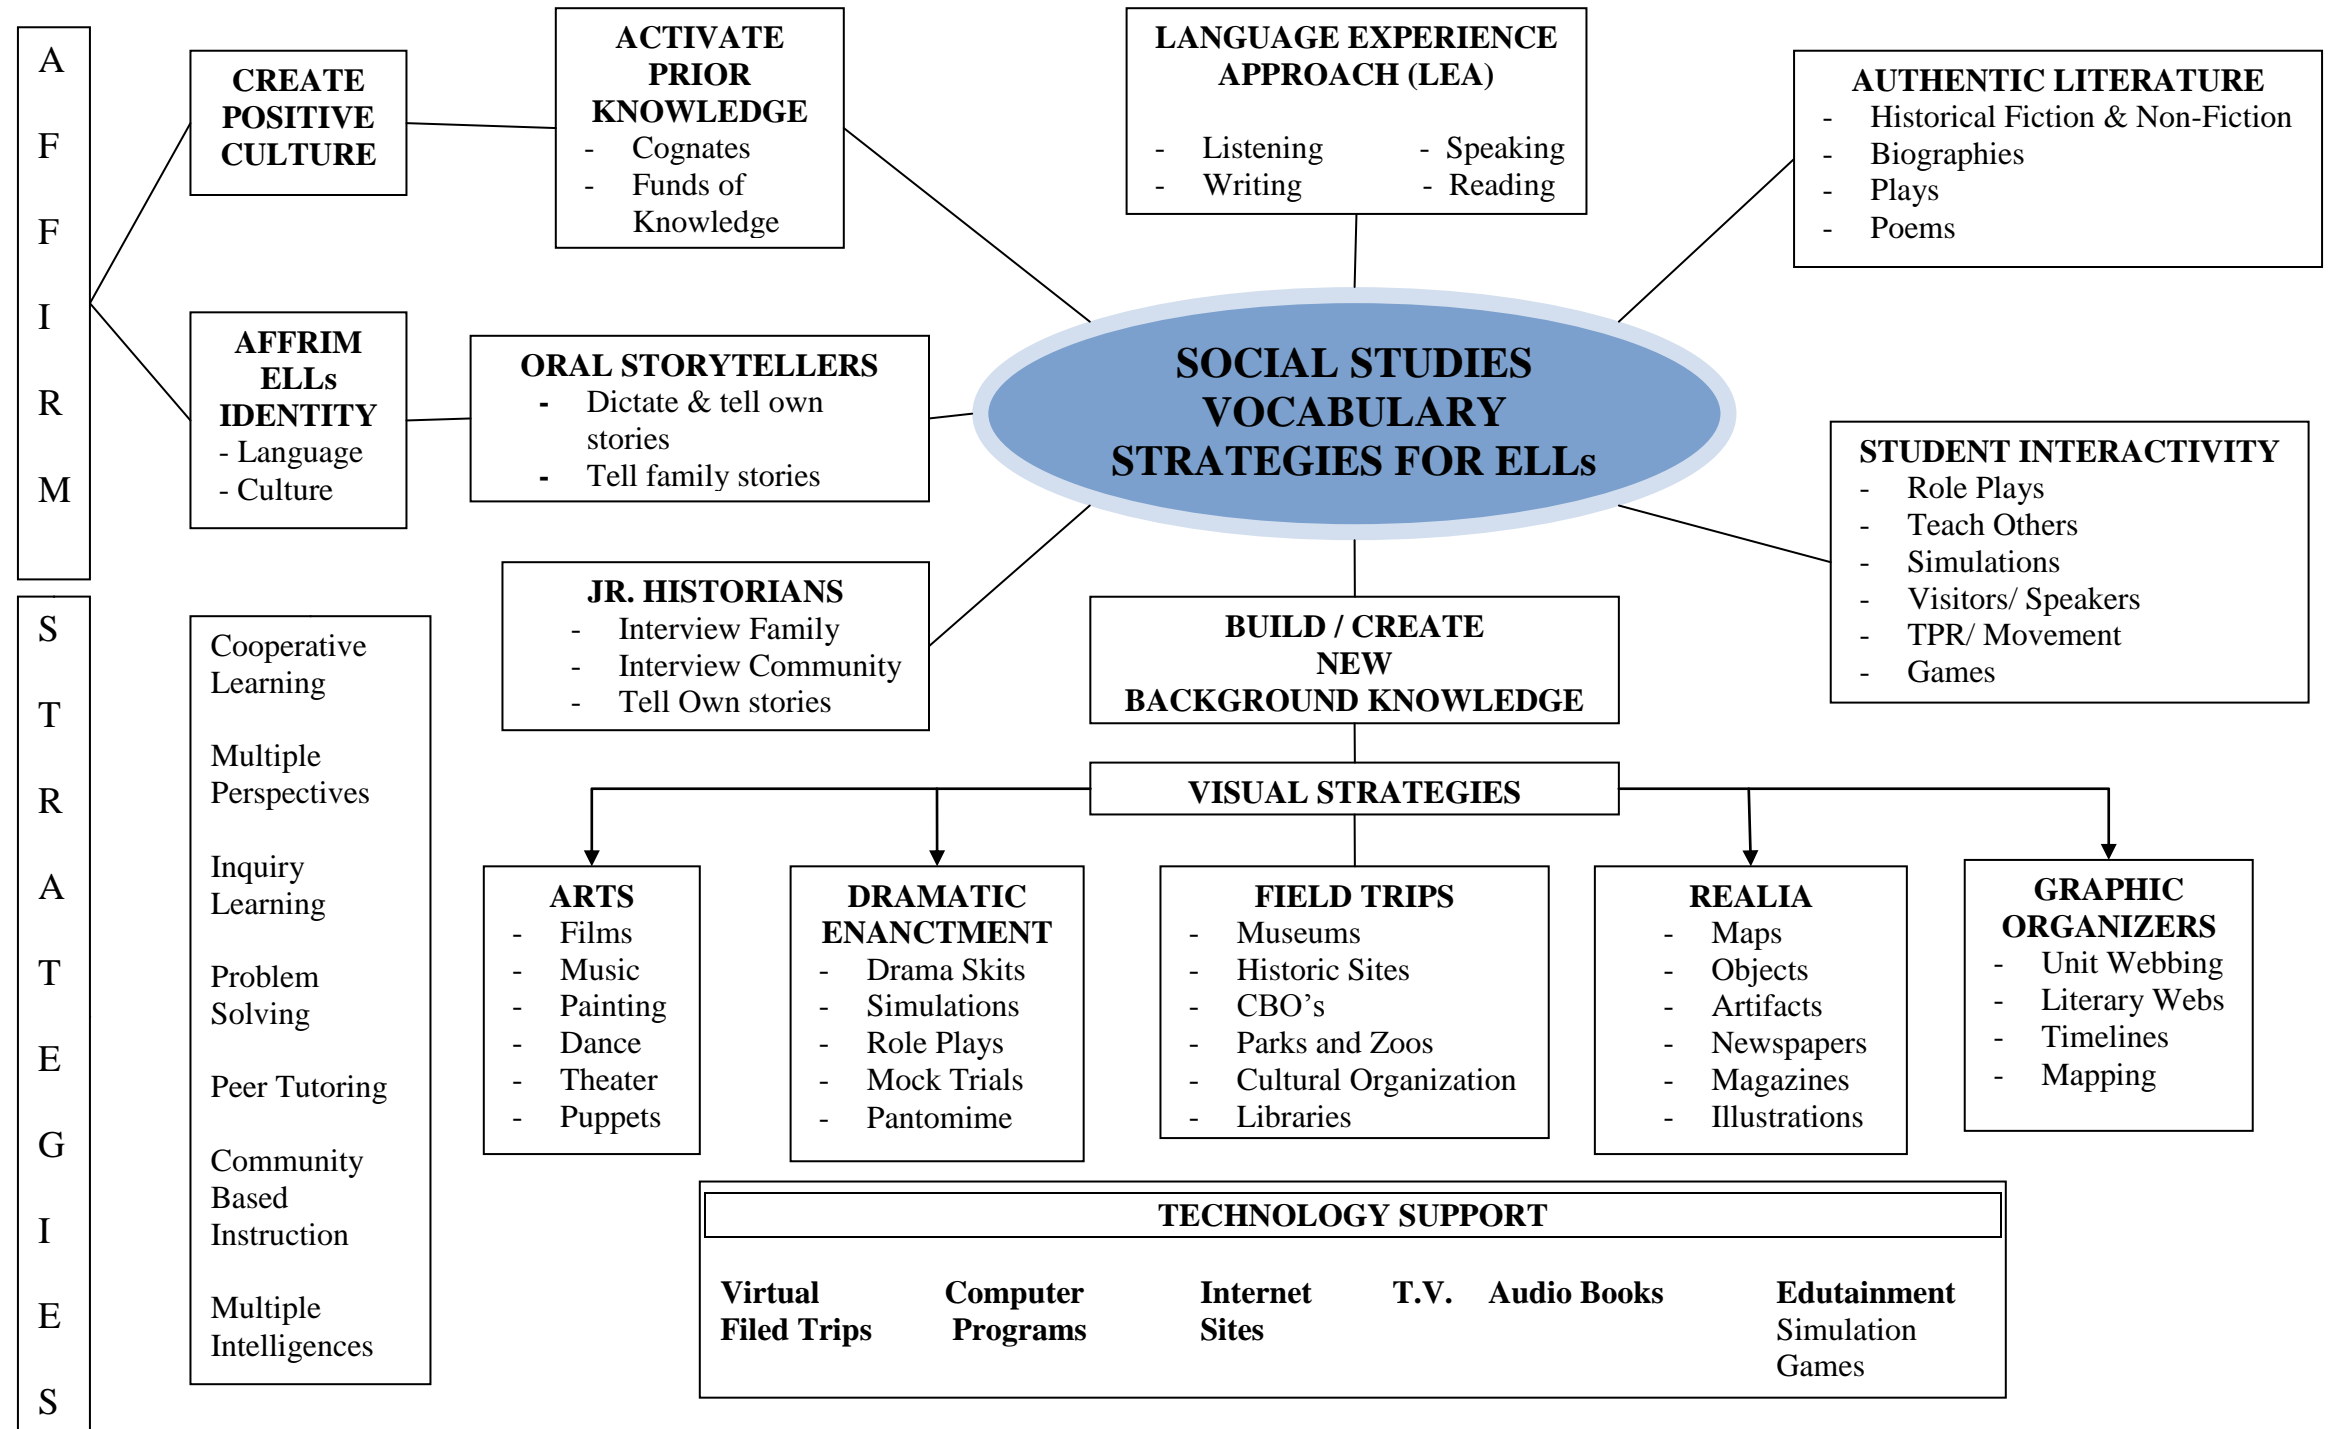 A
F
F
I
R
M
CREATE
POSITIVE
CULTURE
AFFRIM
ELLs
IDENTITY
- Language
- Culture
ACTIVATE
PRIOR
KNOWLEDGE
- Cognates
- Funds of
Knowledge
ORAL STORYTELLERS
- Dictate & tell own
stories
- Tell family stories
JR. HISTORIANS
- Interview Family
- Interview Community
- Tell Own stories
LANGUAGE EXPERIENCE
APPROACH (LEA)
- Listening - Speaking
- Writing - Reading
AUTHENTIC LITERATURE
- Historical Fiction & Non-Fiction
- Biographies
- Plays
- Poems
SOCIAL STUDIES
VOCABULARY
STRATEGIES FOR ELLs
STUDENT INTERACTIVITY
- Role Plays
- Teach Others
- Simulations
- Visitors/ Speakers
- TPR/ Movement
- Games
BUILD / CREATE
NEW
BACKGROUND KNOWLEDGE
VISUAL STRATEGIES
S
T
R
A
T
E
G
I
E
S
Cooperative
Learning
Multiple
Perspectives
Inquiry
Learning
Problem
Solving
Peer Tutoring
Community
Based
Instruction
Multiple
Intelligences
ARTS
- Films
- Music
- Painting
- Dance
- Theater
- Puppets
DRAMATIC
ENANCTMENT
- Drama Skits
- Simulations
- Role Plays
- Mock Trials
- Pantomime
FIELD TRIPS
- Museums
- Historic Sites
- CBO’s
- Parks and Zoos
- Cultural Organization
- Libraries
REALIA
- Maps
- Objects
- Artifacts
- Newspapers
- Magazines
- Illustrations
GRAPHIC
ORGANIZERS
- Unit Webbing
- Literary Webs
- Timelines
- Mapping
TECHNOLOGY SUPPORT
Virtual
Filed Trips
Computer
Programs
Internet
Sites
T.V.
Audio Books
Edutainment
Simulation
Games